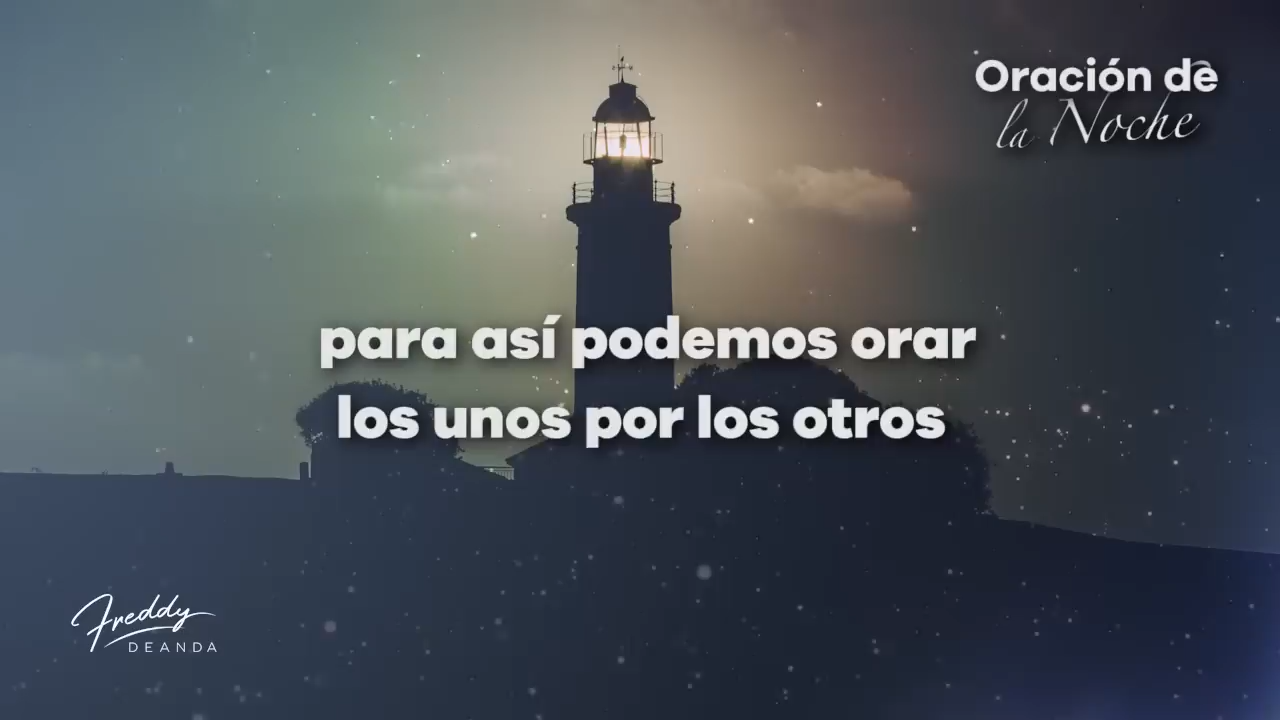 Oración de
la Noche
para así podemos orar
los unos por los otros
Freddy
DEANDA